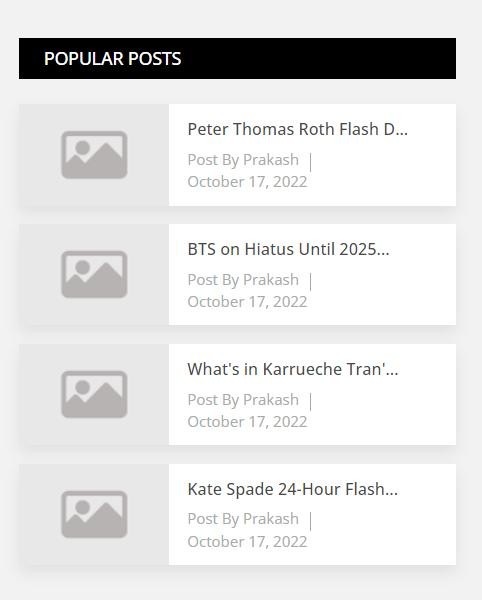 POPULAR POSTS
Peter Thomas Roth Flash D...
Post By Prakash |
October 17, 2022
BTS on Hiatus Until 2025...
Post By Prakash |
October 17, 2022
What's in Karrueche Tran'...
Post By Prakash |
October 17, 2022
Kate Spade 24-Hour Flash...
Post By Prakash |
October 17, 2022